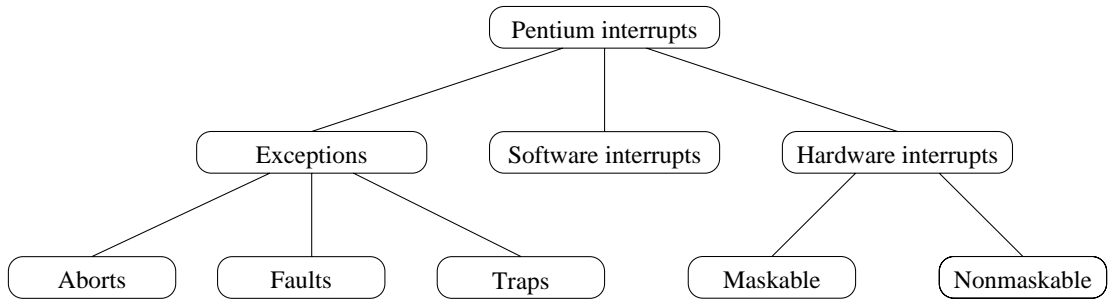 Pentium interrupts
Exceptions
Software interrupts
Hardware interrupts
Aborts
Faults
Traps
Maskable
Nonmaskable